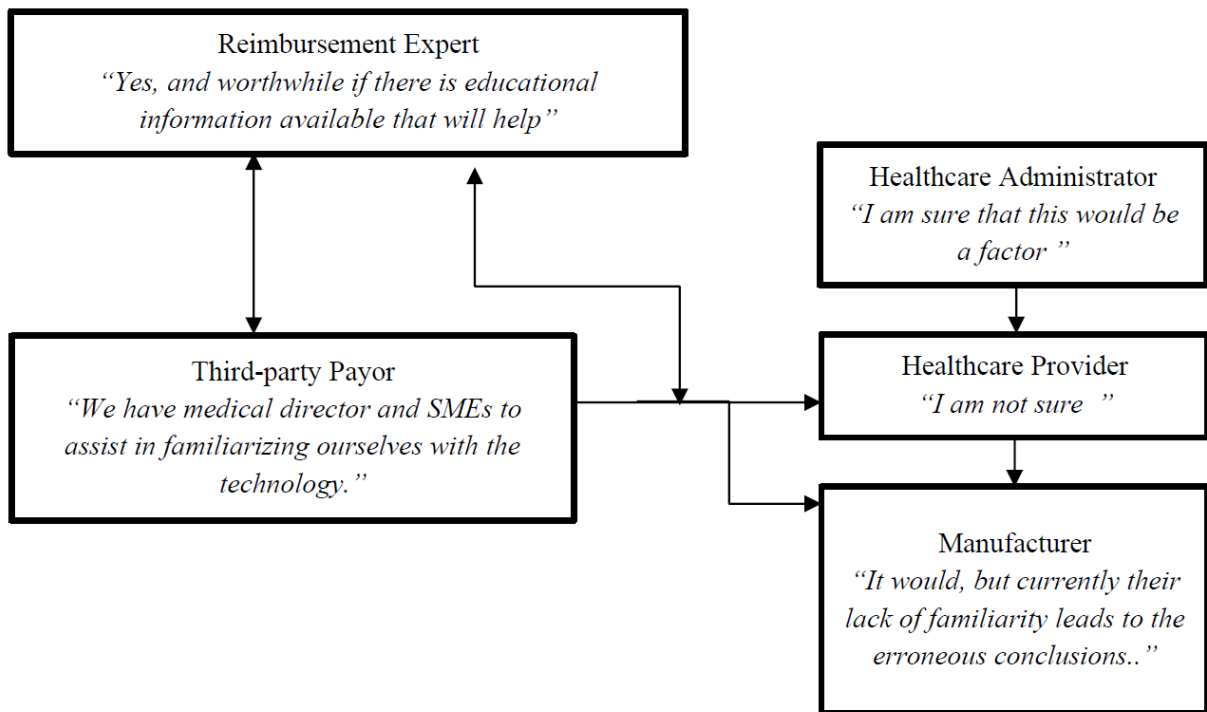 Reimbursement Expert
“Yes, and worthwhile if there is educational
information available that will help”
Healthcare Administrator
“I am sure that this would be
a factor ”
Third-party Payor
“We have medical director and SMEs to
assist in familiarizing ourselves with the
technology.”
Healthcare Provider
“I am not sure  ”
Manufacturer
“It would, but currently their
lack of familiarity leads to the
erroneous conclusions..”